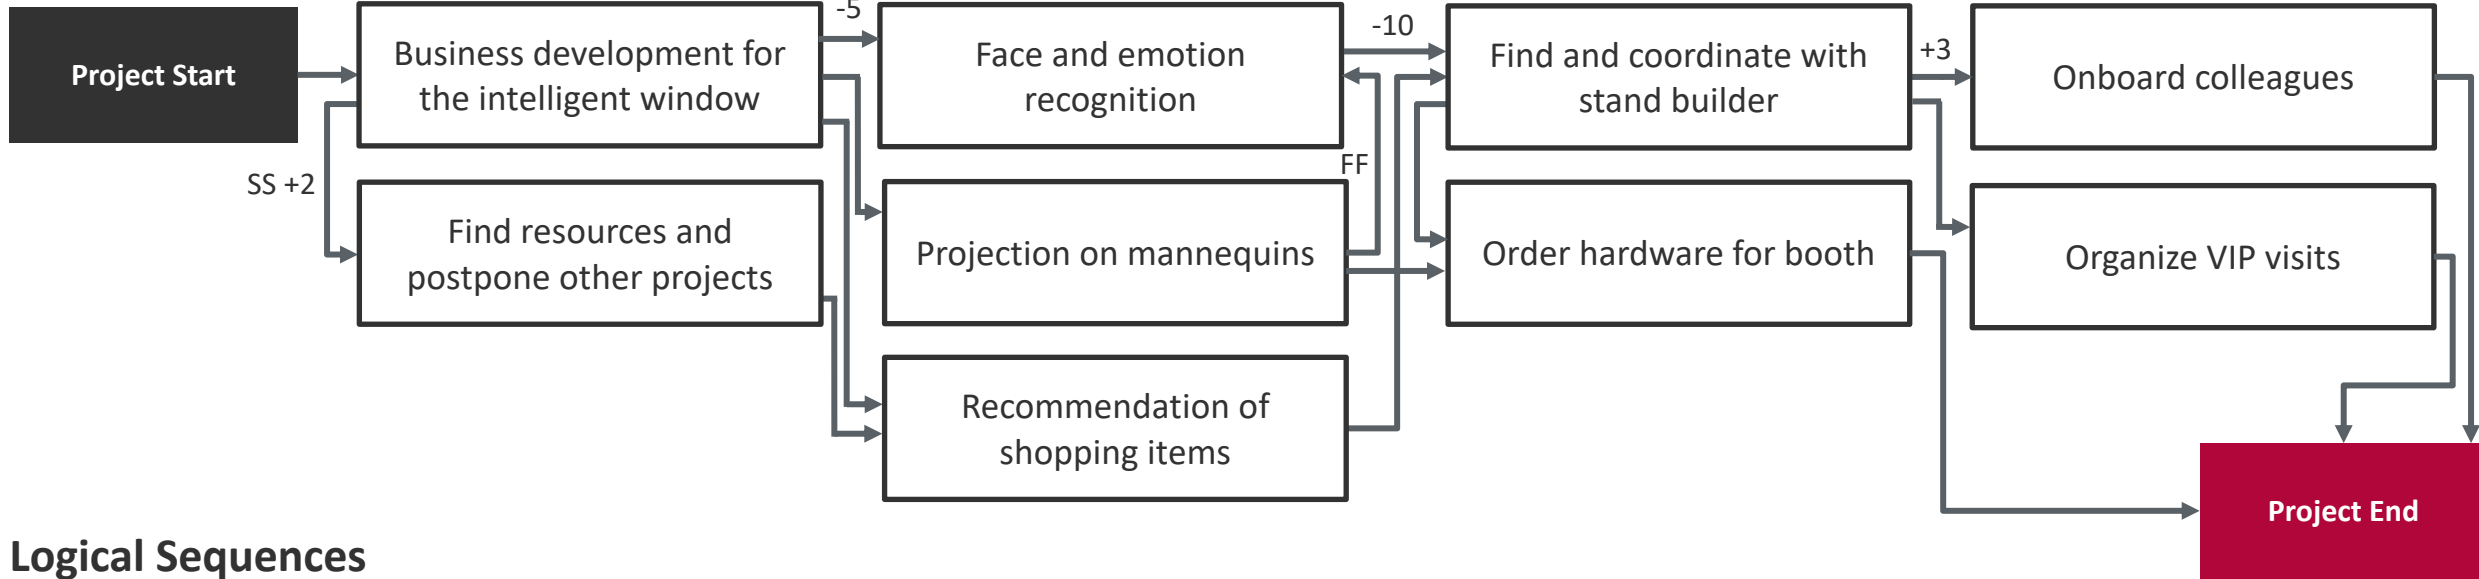 Project Start
SS +2
Business development for
the intelligent window
-5
Face and emotion
recognition
-10
Find and coordinate with
stand builder
+3
Onboard colleagues
Find resources and
postpone other projects
Projection on mannequins
FF
Order hardware for booth
Organize VIP visits
Recommendation of
shopping items
Project End
Logical Sequences